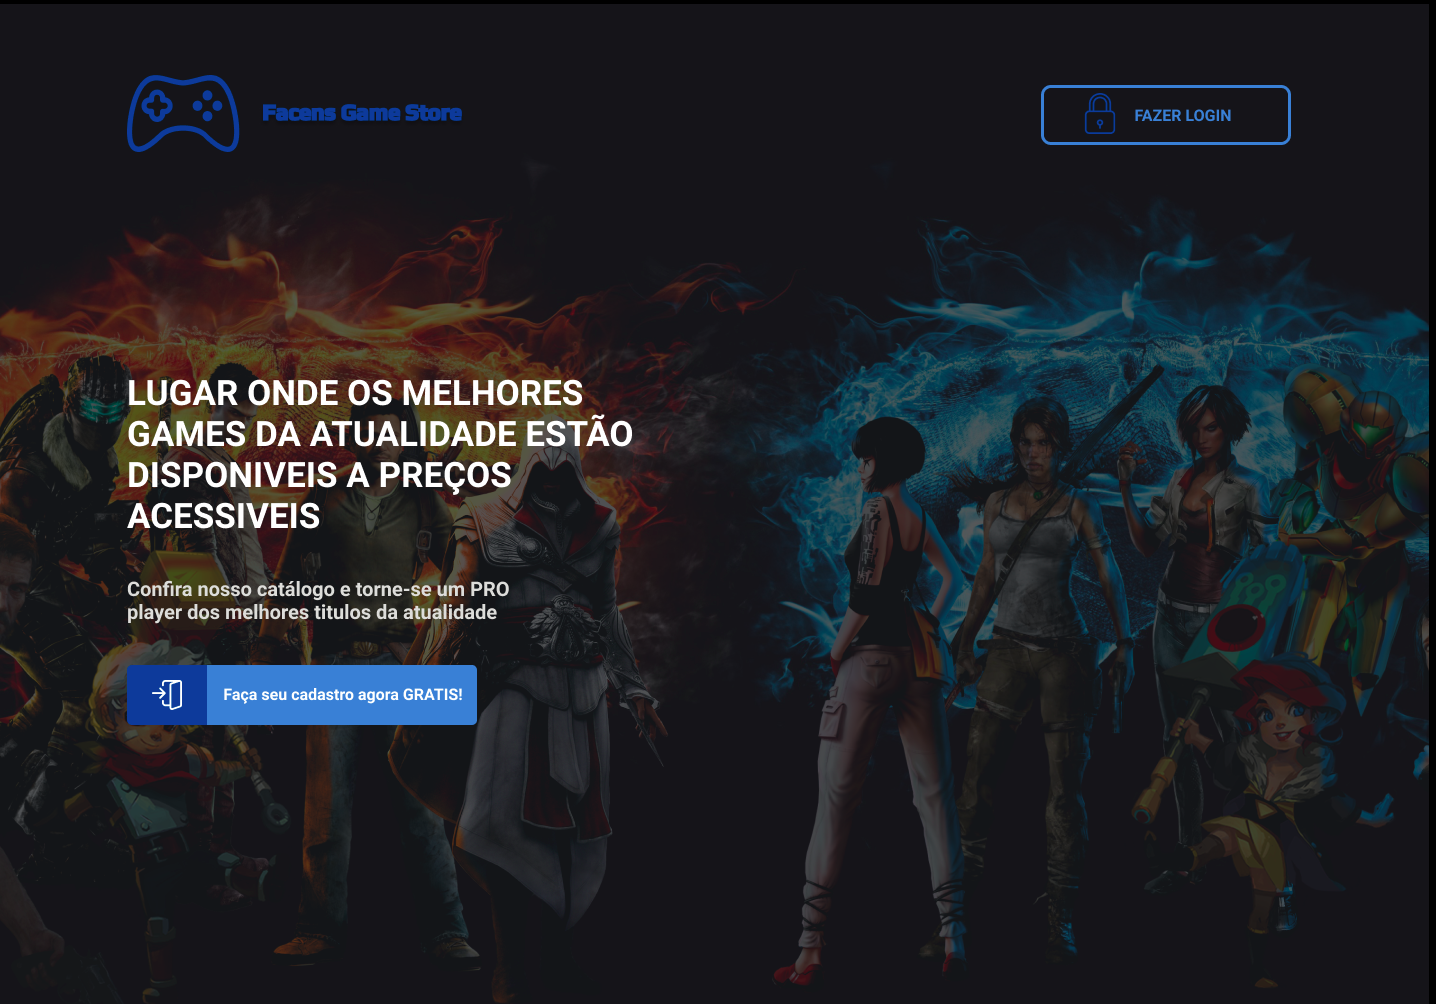 Facens Game Store
FAZER LOGIN
LUGAR ONDE OS MELHORES
GAMES DA ATUALIDADE ESTÃO
DISPONIVEIS A PREÇOS
ACESSIVEIS
Confira nosso catálogo e torne-se um PRO
player dos melhores titulos da atualidade
Faça seu cadastro agora GRATIS!